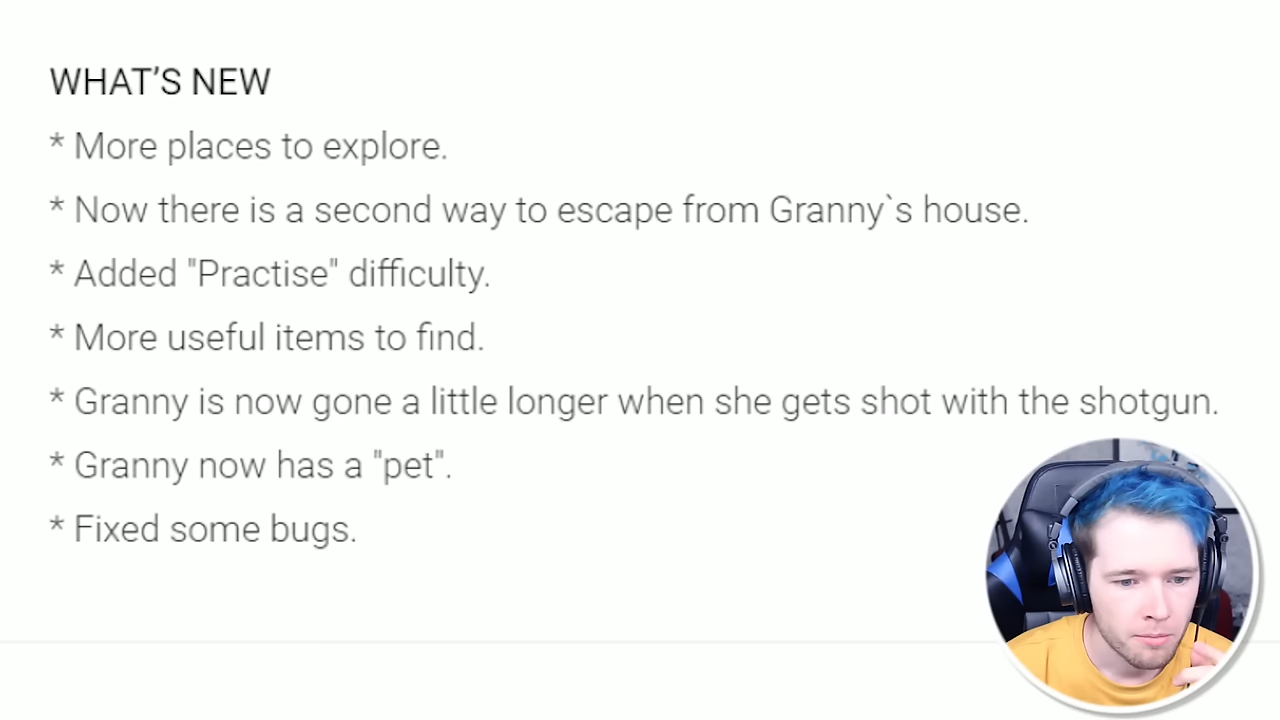 WHAT’S NEW
* More places to explore.
* Now there is a second way to escape from Granny`s house.
* Added "Practise" difficulty.
* More useful items to find.
* Granny is now gone a little longer when she gets shot with the shotgun.
* Granny now has a "pet".
* Fixed some bugs.